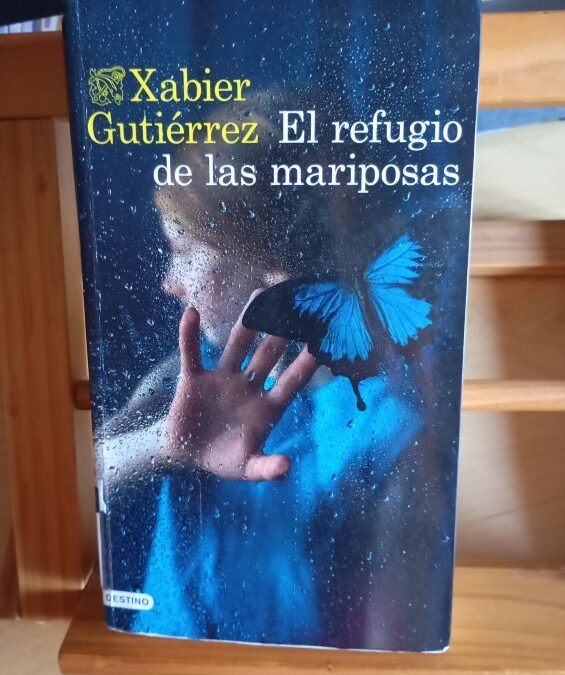 Xabier
Gutiérrez El refugio
de las mariposas
DESTINO